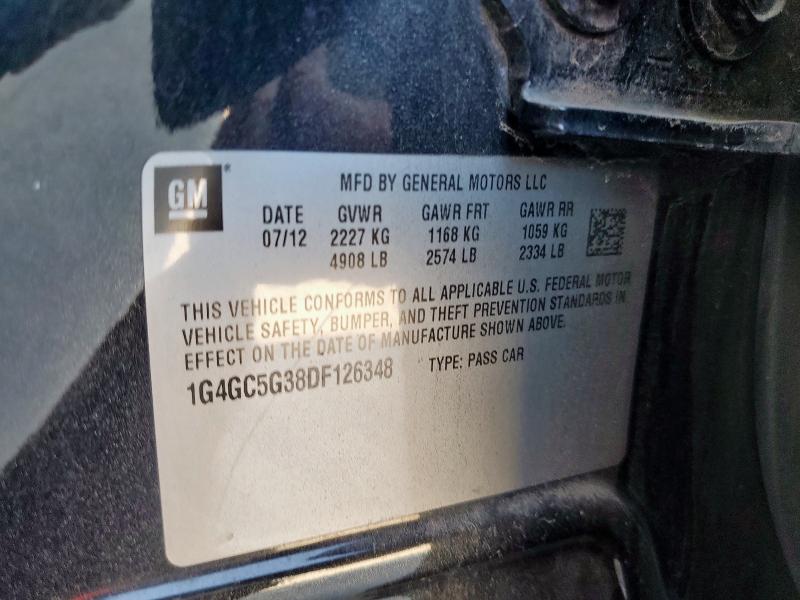 GM
MFD BY GENERAL MOTORS LLC
DATE GVWR GAWR FRT GAWR RR
07/12 2227 KG 1168 KG 1059 KG
4908 LB 2574 LB 2334 LB
THIS VEHICLE CONFORMS TO ALL APPLICABLE U.S. FEDERAL MOTOR
VEHICLE SAFETY, BUMPER, AND THEFT PREVENTION STANDARDS IN
EFFECT ON THE DATE OF MANUFACTURE SHOWN ABOVE.
1G4GC5G38DF126348 TYPE: PASS CAR